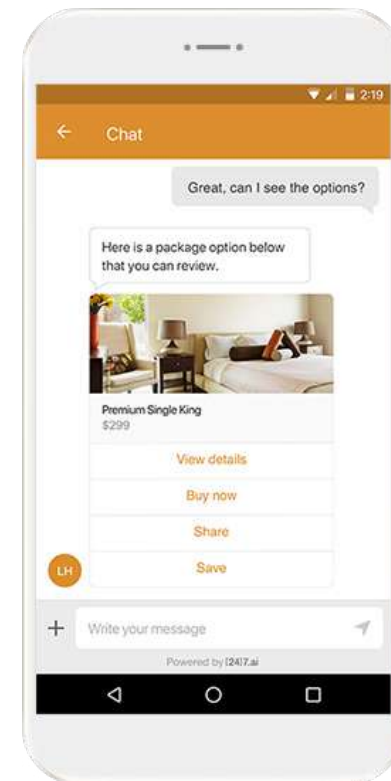 2:19
Chat
Great, can I see the options?
Here is a package option below
that you can review.
Premium Single King
$299
View details
Buy now
Share
LH
Save
Write your message
Powered by [24]7.ai